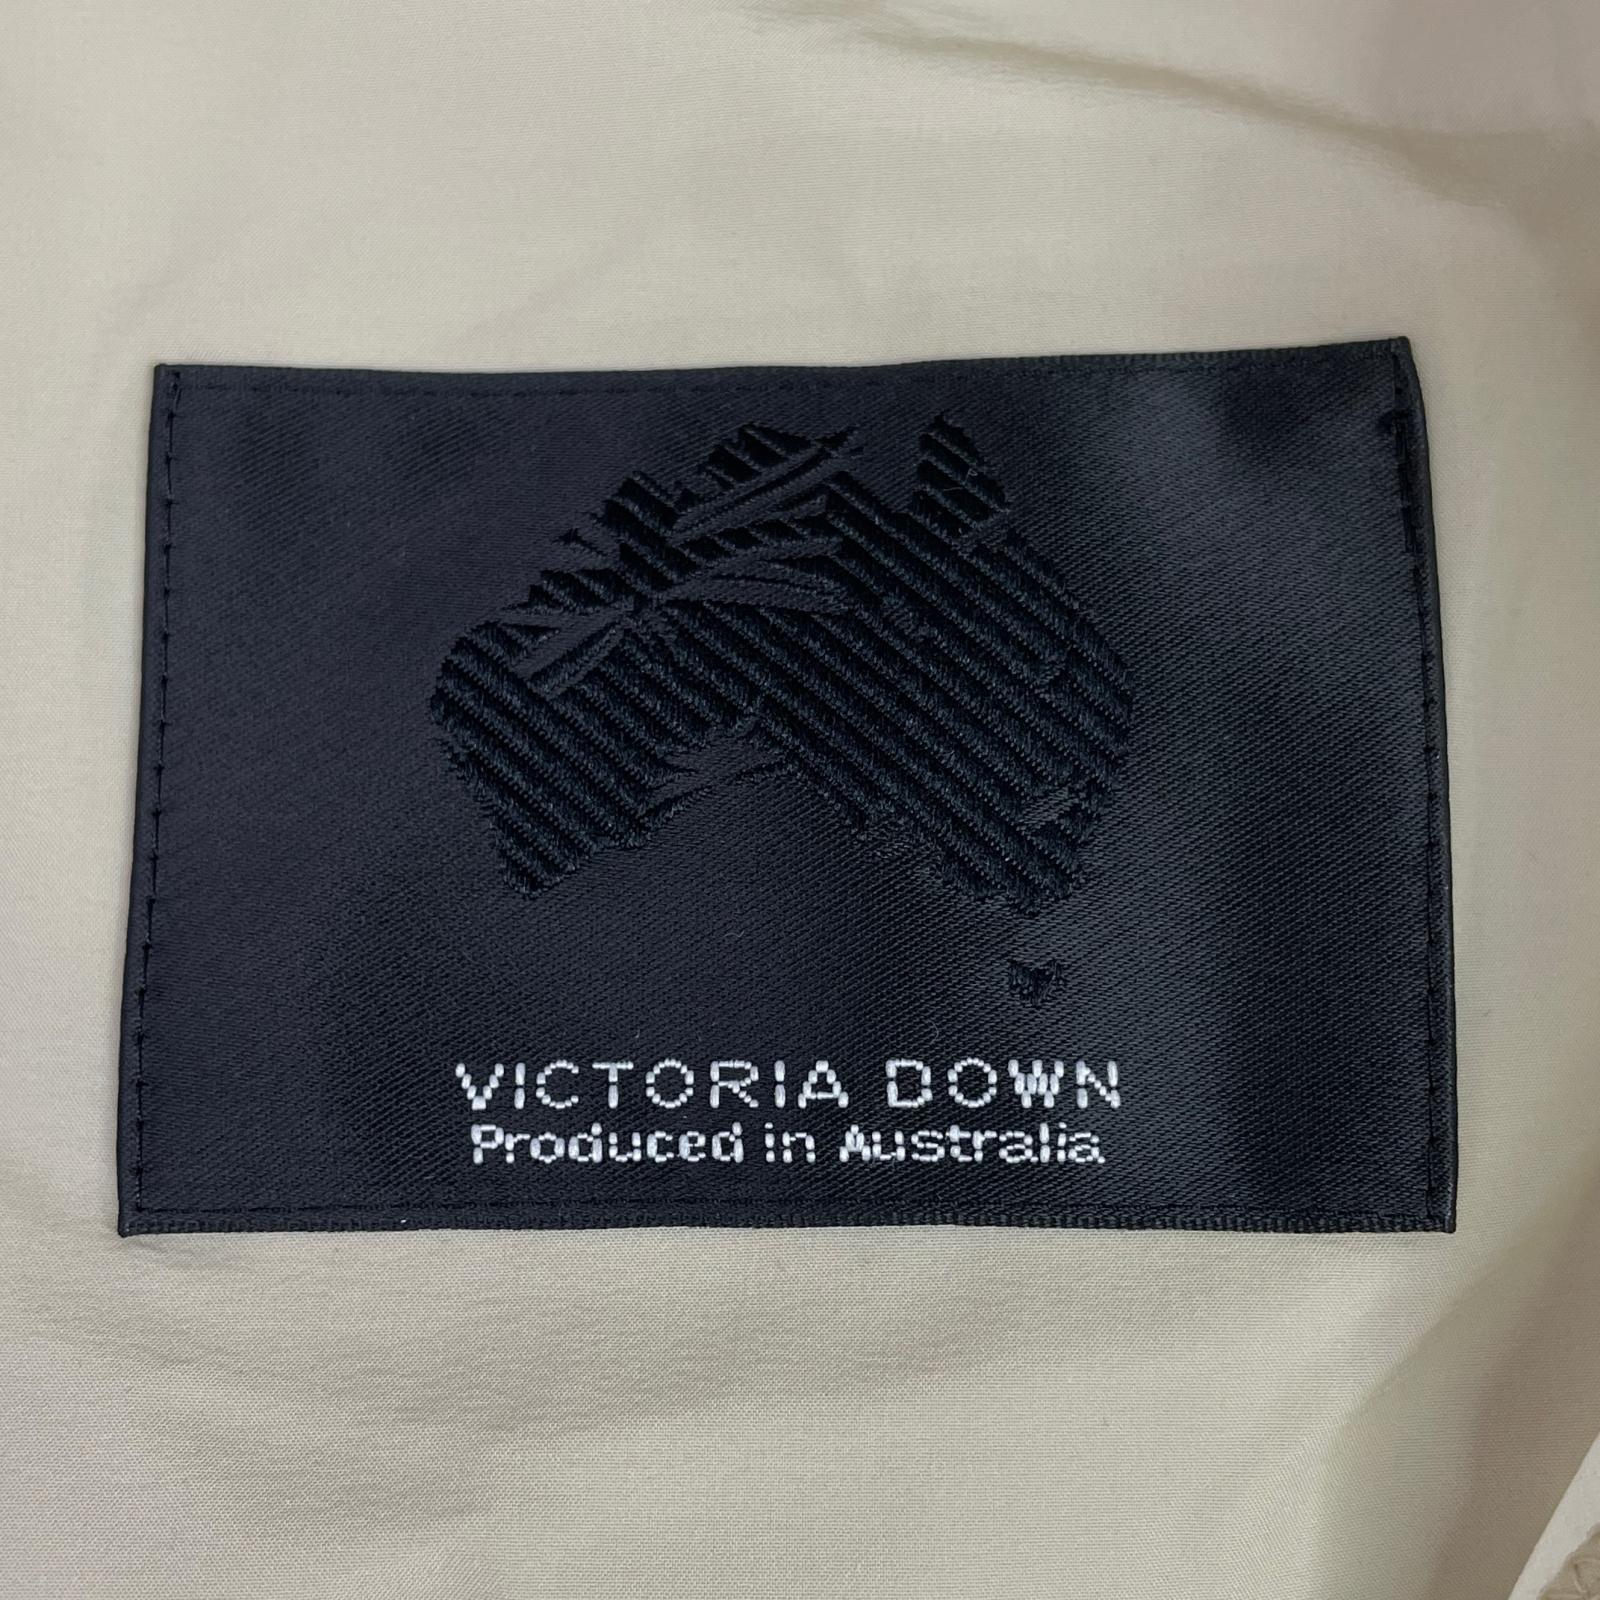 VICTORIA DOWN
Produced in Australia